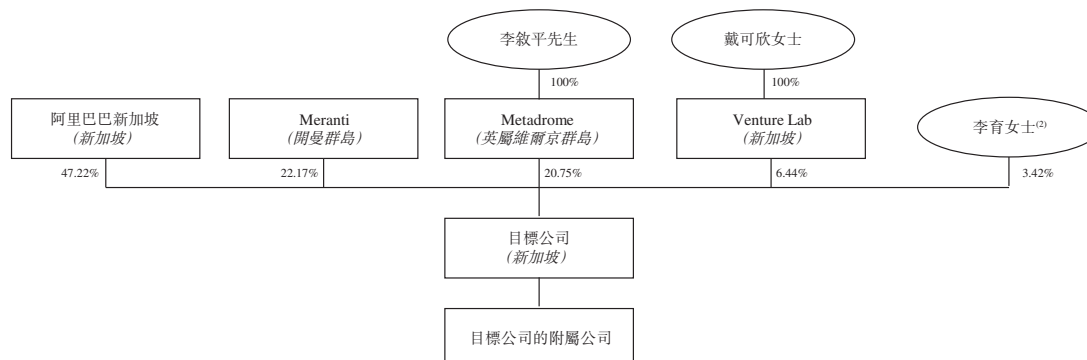 李敘平先生
戴可欣女士
100%
100%
阿里巴巴新加坡
(新加坡)
Meranti
(開曼群島)
Metadrome
(英屬維爾京群島)
Venture Lab
(新加坡)
李育女士(2)
47.22%
22.17%
20.75%
6.44%
3.42%
目標公司
(新加坡)
目標公司的附屬公司